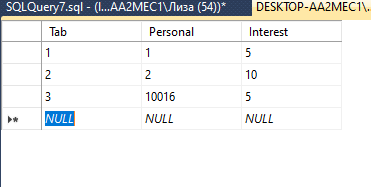 SQLQuery7.sql - (l...AA2MEC1\Лиза (54))* DESKTOP-AA2MEC1\.
Tab Personal Interest
1 1 5
2 2 10
3 10016 5
NULL NULL NULL